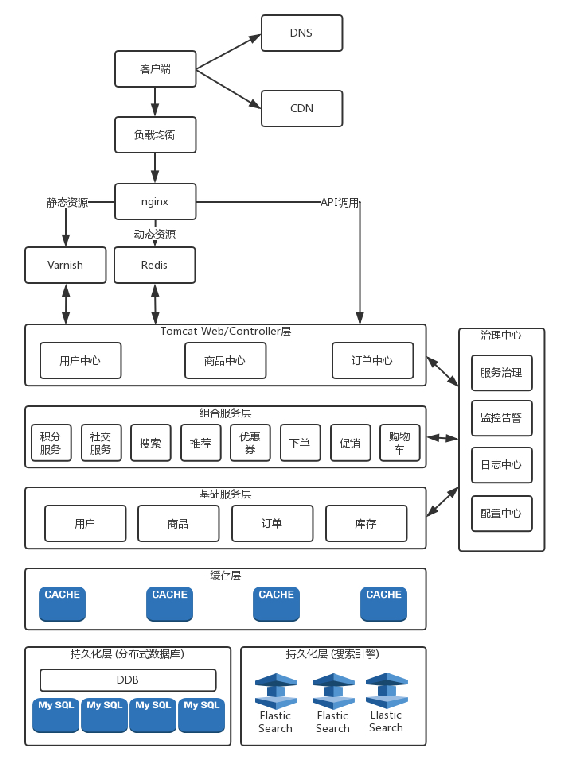 DNS
客户端
CDN
负载均衡
nginx
静态资源
API调用
动态资源
Varnish
Redis
Tomcat Web/Controller层
用户中心
商品中心
订单中心
治理中心
服务治理
监控告警
日志中心
配置中心
组合服务层
积分
服务
社交
服务
搜索
推荐
优惠
券
下单
促销
购物
车
基础服务层
用户
商品
订单
库存
缓存层
CACHE
CACHE
CACHE
CACHE
持久化层 (分布式数据库)
DDB
My SQL
My SQL
My SQL
My SQL
持久化层 (搜索引擎)
Elastic
Search
Elastic
Search
Elastic
Search